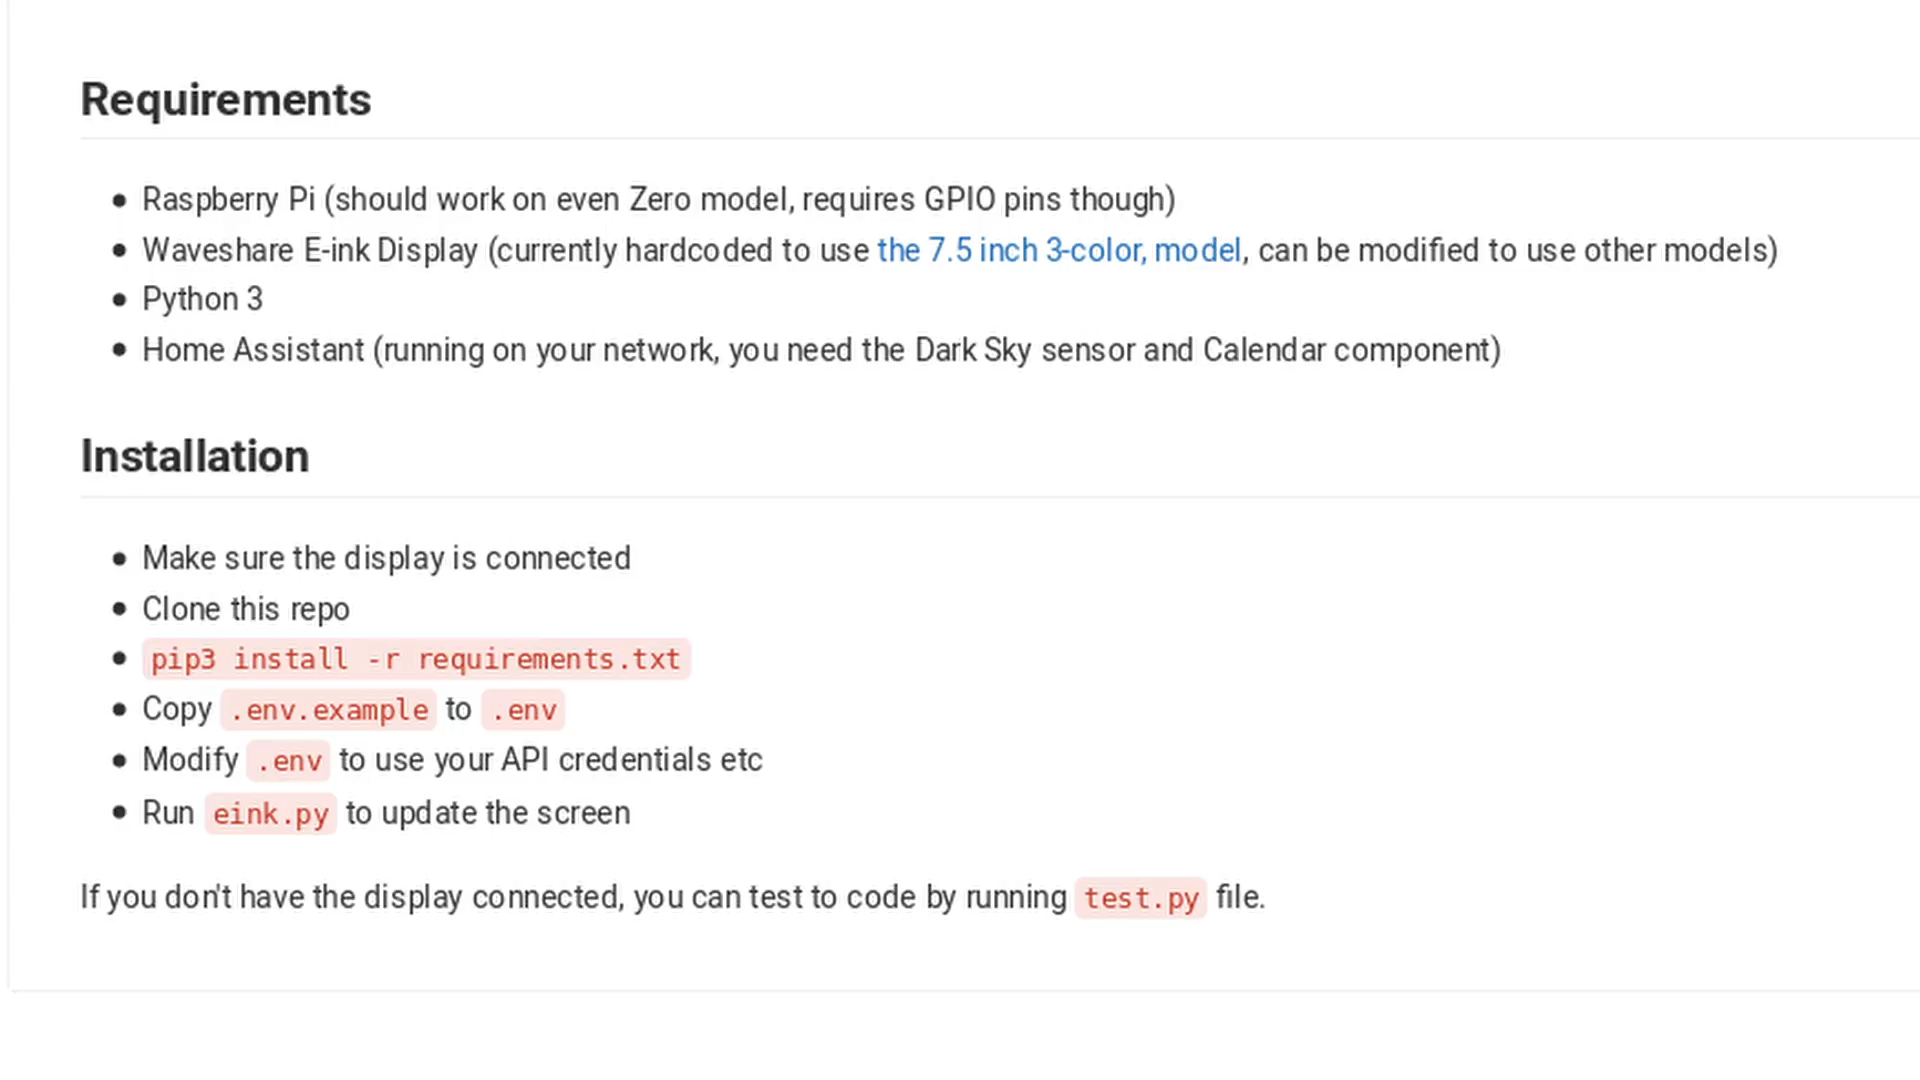 Requirements
Raspberry Pi (should work on even Zero model, requires GPIO pins though)
Waveshare E-ink Display (currently hardcoded to use the 7.5 inch 3-color, model, can be modified to use other models)
Python 3
Home Assistant (running on your network, you need the Dark Sky sensor and Calendar component)
Installation
Make sure the display is connected
Clone this repo
pip3 install -r requirements.txt
Copy .env.example to .env
Modify .env to use your API credentials etc
Run eink.py to update the screen
If you don't have the display connected, you can test to code by running test.py file.